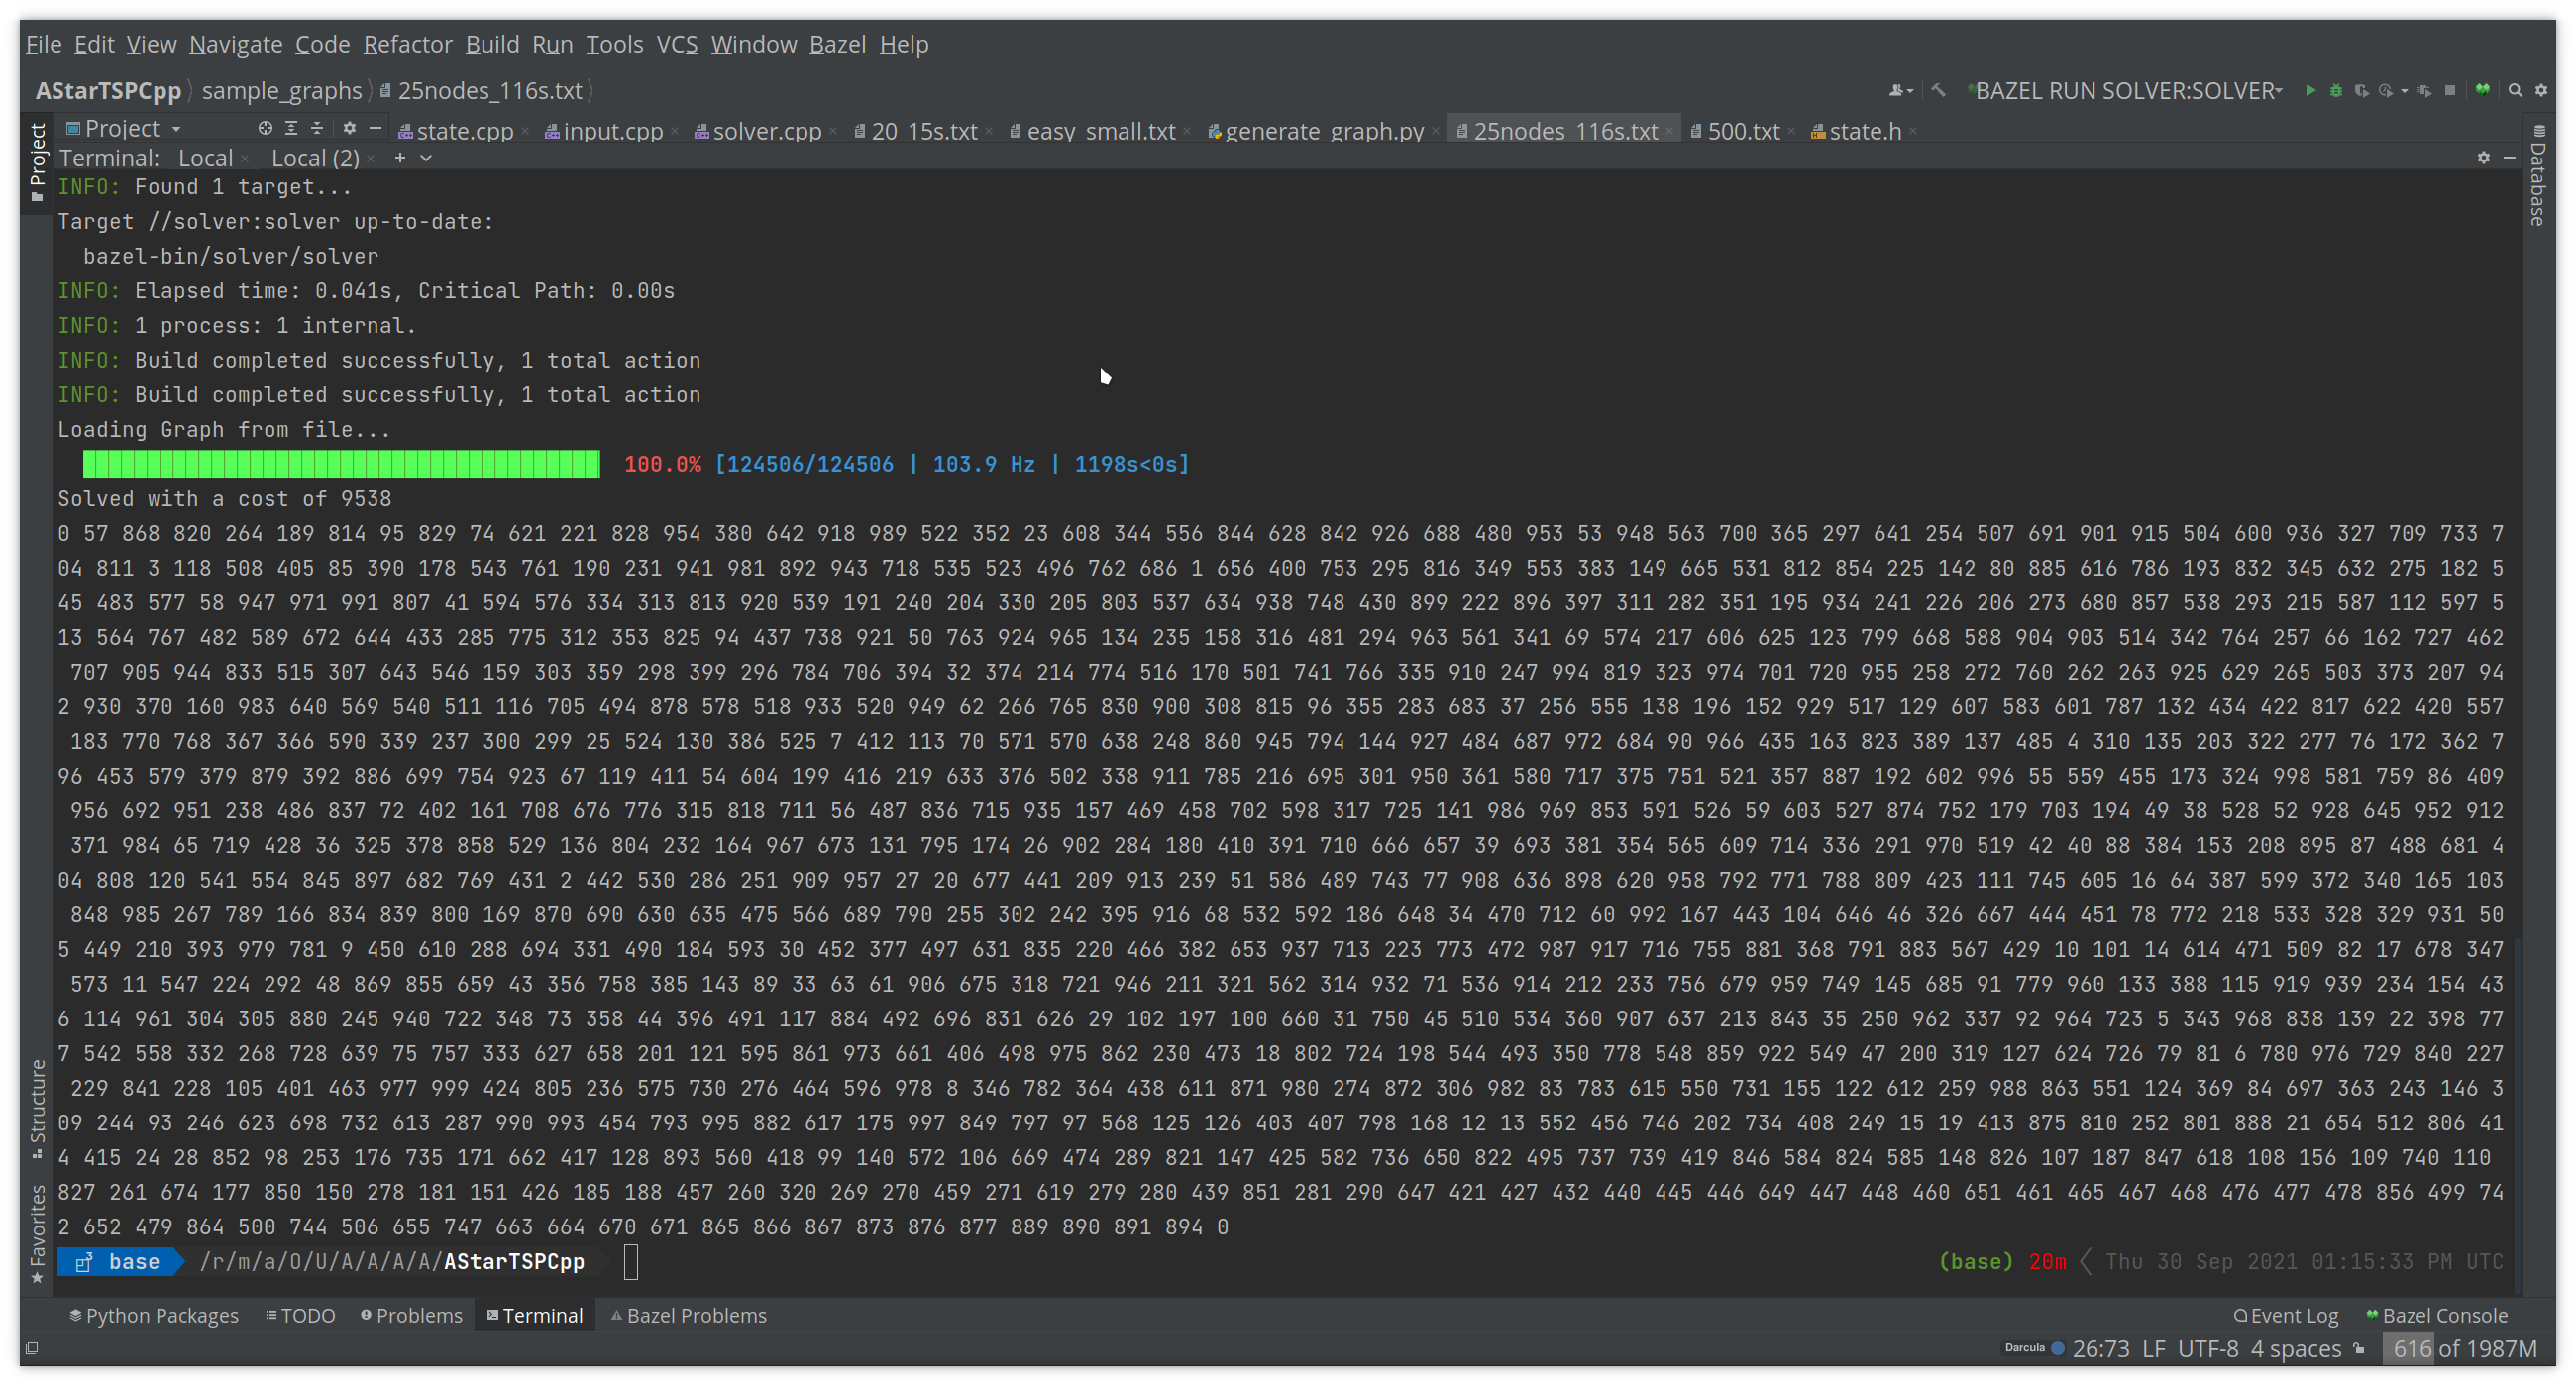 File Edit View Navigate Code Refactor Build Run Tools VCS Window Bazel Help
AStarTSPCpp sample_graphs 25nodes_116s.txt BAZEL RUN SOLVER:SOLVER
Project state.cpp input.cpp solver.cpp 20_15s.txt easy_small.txt generate_graph.py 25nodes_116s.txt 500.txt state.h
Project
Database
Terminal: Local Local (2)
INFO: Found 1 target...
Target //solver:solver up-to-date:
bazel-bin/solver/solver
INFO: Elapsed time: 0.041s, Critical Path: 0.00s
INFO: 1 process: 1 internal.
INFO: Build completed successfully, 1 total action
INFO: Build completed successfully, 1 total action
Loading Graph from file...
100.0% [124506/124506 | 103.9 Hz | 1198s<0s]
Solved with a cost of 9538
0 57 868 820 264 189 814 95 829 74 621 221 828 954 380 642 918 989 522 352 23 608 344 556 844 628 842 926 688 480 953 53 948 563 700 365 297 641 254 507 691 901 915 504 600 936 327 709 733 7
04 811 3 118 508 405 85 390 178 543 761 190 231 941 981 892 943 718 535 523 496 762 686 1 656 400 753 295 816 349 553 383 149 665 531 812 854 225 142 80 885 616 786 193 832 345 632 275 182 5
45 483 577 58 947 971 991 807 41 594 576 334 313 813 920 539 191 240 204 330 205 803 537 634 938 748 430 899 222 896 397 311 282 351 195 934 241 226 206 273 680 857 538 293 215 587 112 597 5
13 564 767 482 589 672 644 433 285 775 312 353 825 94 437 738 921 50 763 924 965 134 235 158 316 481 294 963 561 341 69 574 217 606 625 123 799 668 588 904 903 514 342 764 257 66 162 727 462
707 905 944 833 515 307 643 546 159 303 359 298 399 296 784 706 394 32 374 214 774 516 170 501 741 766 335 910 247 994 819 323 974 701 720 955 258 272 760 262 263 925 629 265 503 373 207 94
2 930 370 160 983 640 569 540 511 116 705 494 878 578 518 933 520 949 62 266 765 830 900 308 815 96 355 283 683 37 256 555 138 196 152 929 517 129 607 583 601 787 132 434 422 817 622 420 557
183 770 768 367 366 590 339 237 300 299 25 524 130 386 525 7 412 113 70 571 570 638 248 860 945 794 144 927 484 687 972 684 90 966 435 163 823 389 137 485 4 310 135 203 322 277 76 172 362 7
96 453 579 379 879 392 886 699 754 923 67 119 411 54 604 199 416 219 633 376 502 338 911 785 216 695 301 950 361 580 717 375 751 521 357 887 192 602 996 55 559 455 173 324 998 581 759 86 409
956 692 951 238 486 837 72 402 161 708 676 776 315 818 711 56 487 836 715 935 157 469 458 702 598 317 725 141 986 969 853 591 526 59 603 527 874 752 179 703 194 49 38 528 52 928 645 952 912
371 984 65 719 428 36 325 378 858 529 136 804 232 164 967 673 131 795 174 26 902 284 180 410 391 710 666 657 39 693 381 354 565 609 714 336 291 970 519 42 40 88 384 153 208 895 87 488 681 4
04 808 120 541 554 845 897 682 769 431 2 442 530 286 251 909 957 27 20 677 441 209 913 239 51 586 489 743 77 908 636 898 620 958 792 771 788 809 423 111 745 605 16 64 387 599 372 340 165 103
848 985 267 789 166 834 839 800 169 870 690 630 635 475 566 689 790 255 302 242 395 916 68 532 592 186 648 34 470 712 60 992 167 443 104 646 46 326 667 444 451 78 772 218 533 328 329 931 50
5 449 210 393 979 781 9 450 610 288 694 331 490 184 593 30 452 377 497 631 835 220 466 382 653 937 713 223 773 472 987 917 716 755 881 368 791 883 567 429 10 101 14 614 471 509 82 17 678 347
573 11 547 224 292 48 869 855 659 43 356 758 385 143 89 33 63 61 906 675 318 721 946 211 321 562 314 932 71 536 914 212 233 756 679 959 749 145 685 91 779 960 133 388 115 919 939 234 154 43
6 114 961 304 305 880 245 940 722 348 73 358 44 396 491 117 884 492 696 831 626 29 102 197 100 660 31 750 45 510 534 360 907 637 213 843 35 250 962 337 92 964 723 5 343 968 838 139 22 398 77
7 542 558 332 268 728 639 75 757 333 627 658 201 121 595 861 973 661 406 498 975 862 230 473 18 802 724 198 544 493 350 778 548 859 922 549 47 200 319 127 624 726 79 81 6 780 976 729 840 227
229 841 228 105 401 463 977 999 424 805 236 575 730 276 464 596 978 8 346 782 364 438 611 871 980 274 872 306 982 83 783 615 550 731 155 122 612 259 988 863 551 124 369 84 697 363 243 146 3
09 244 93 246 623 698 732 613 287 990 993 454 793 995 882 617 175 997 849 797 97 568 125 126 403 407 798 168 12 13 552 456 746 202 734 408 249 15 19 413 875 810 252 801 888 21 654 512 806 41
4 415 24 28 852 98 253 176 735 171 662 417 128 893 560 418 99 140 572 106 669 474 289 821 147 425 582 736 650 822 495 737 739 419 846 584 824 585 148 826 107 187 847 618 108 156 109 740 110
827 261 674 177 850 150 278 181 151 426 185 188 457 260 320 269 270 459 271 619 279 280 439 851 281 290 647 421 427 432 440 445 446 649 447 448 460 651 461 465 467 468 476 477 478 856 499 74
2 652 479 864 500 744 506 655 747 663 664 670 671 865 866 867 873 876 877 889 890 891 894 0
base /r/m/a/O/U/A/A/A/A/AStarTSPCpp (base) 20m Thu 30 Sep 2021 01:15:33 PM UTC
Structure
Favorites
Python Packages TODO Problems Terminal Bazel Problems Event Log Bazel Console
Darcula 26:73 LF UTF-8 4 spaces 616 of 1987M